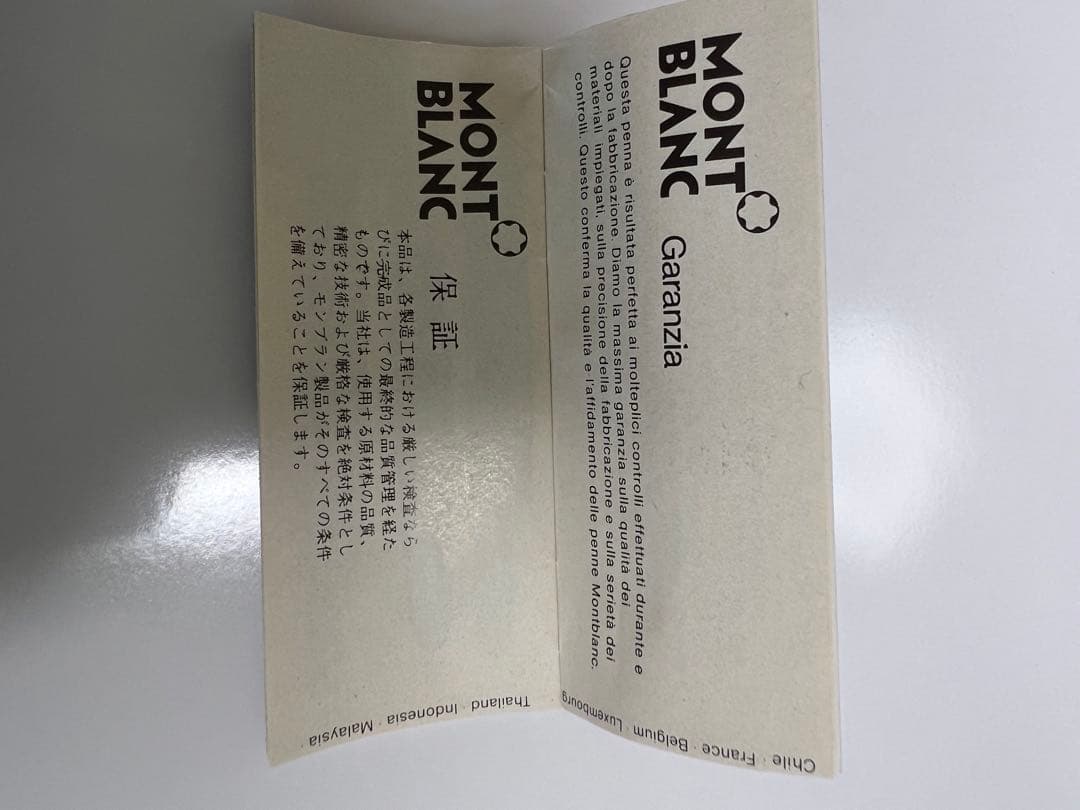 MONT
BLANC
Garanzia
Questa penna è risultata perfetta ai molteplici controlli effettuati durante e
dopo la fabbricazione. Diamo la massima garanzia sulla qualità dei
materiali impiegati, sulla precisione della fabbricazione e sulla serietà dei
controlli. Questo conferma la qualità e l'affidamento delle penne Montblanc.
Chile · France · Belgium · Luxembourg
MONT
BLANC
保証
本品は、各製造工程における厳しい検査なら
びに完成品としての最終的な品質管理を経た
ものです。当社は、使用する原材料の品質、
精密な技術および厳格な検査を絶対条件とし
ており、モンブラン製品がそのすべての条件
を備えていることを保証します。
Thailand · Indonesia · Malaysia ·